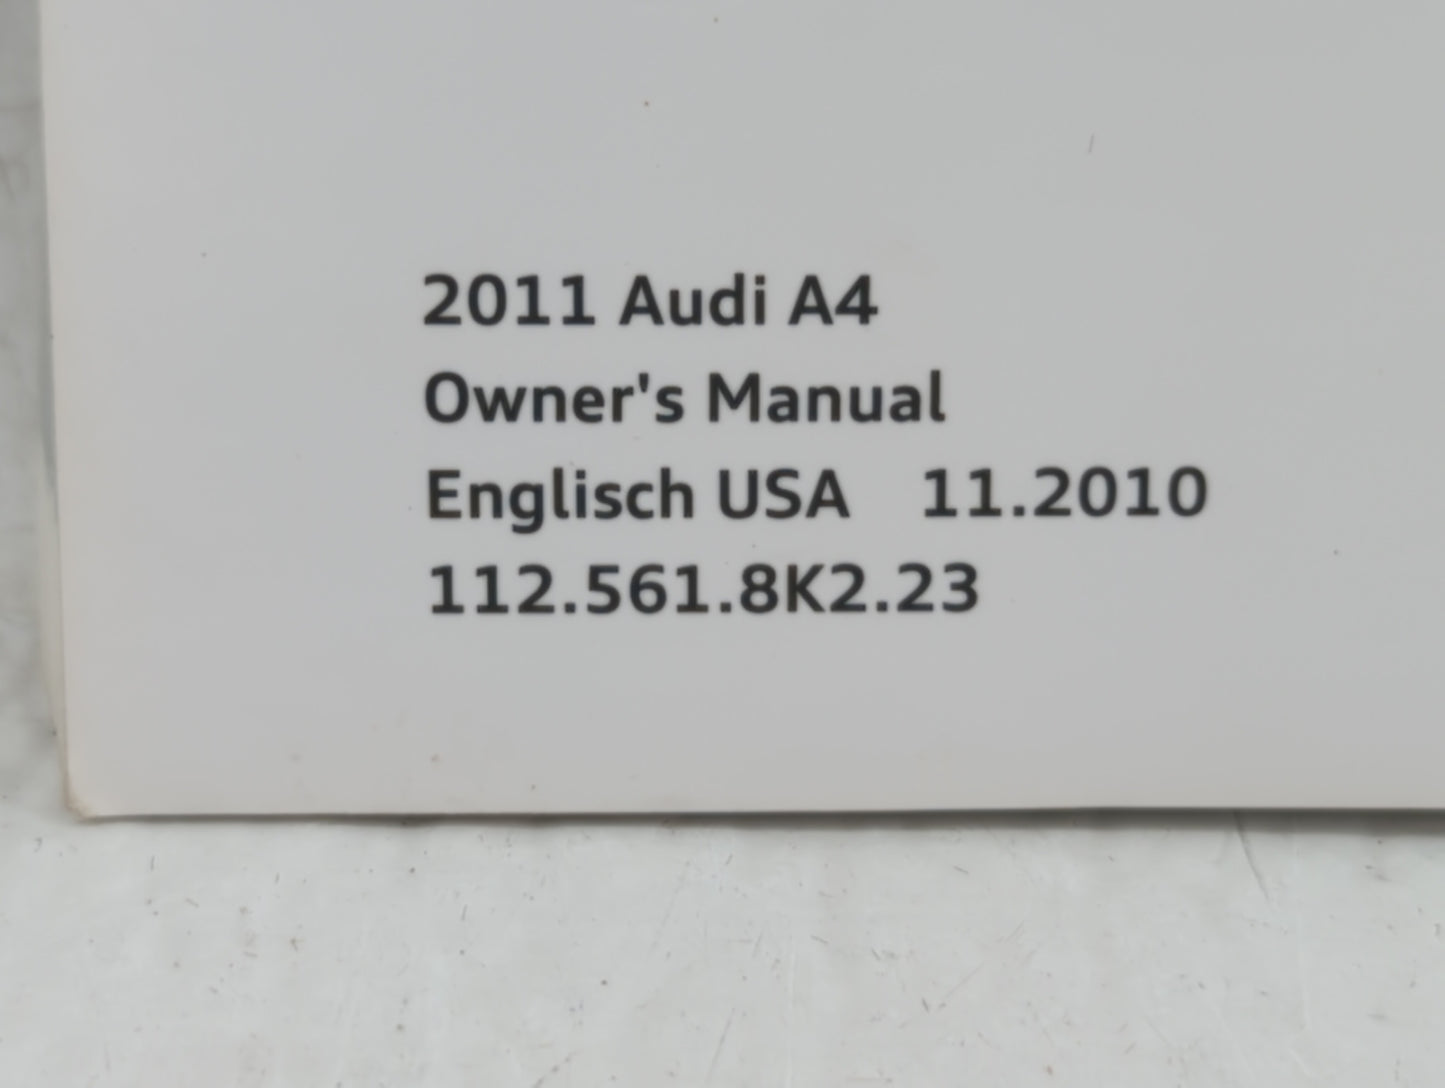 2011 Audi A4
Owner's Manual
Englisch USA 11.2010
112.561.8K2.23